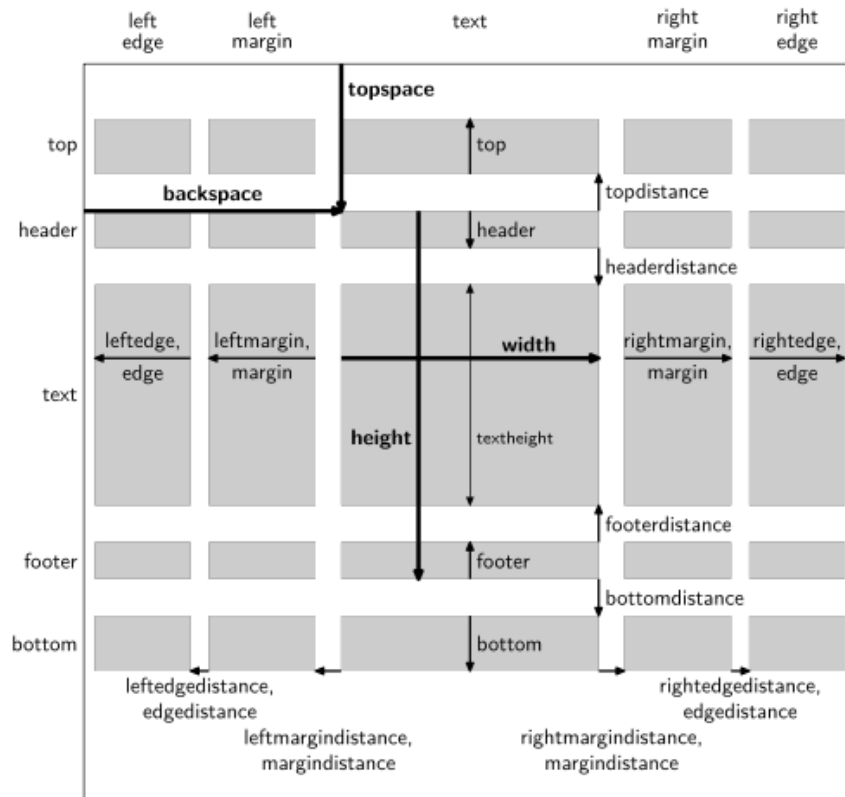 left
edge
left
margin
text
right
margin
right
edge
topspace
top
top
backspace
topdistance
header
header
headerdistance
leftedge,
edge
leftmargin,
margin
width
rightmargin,
margin
rightedge,
edge
text
height
textheight
footerdistance
footer
footer
bottomdistance
bottom
bottom
leftedgedistance,
edgedistance
rightedgedistance,
edgedistance
leftmargindistance,
margindistance
rightmargindistance,
margindistance